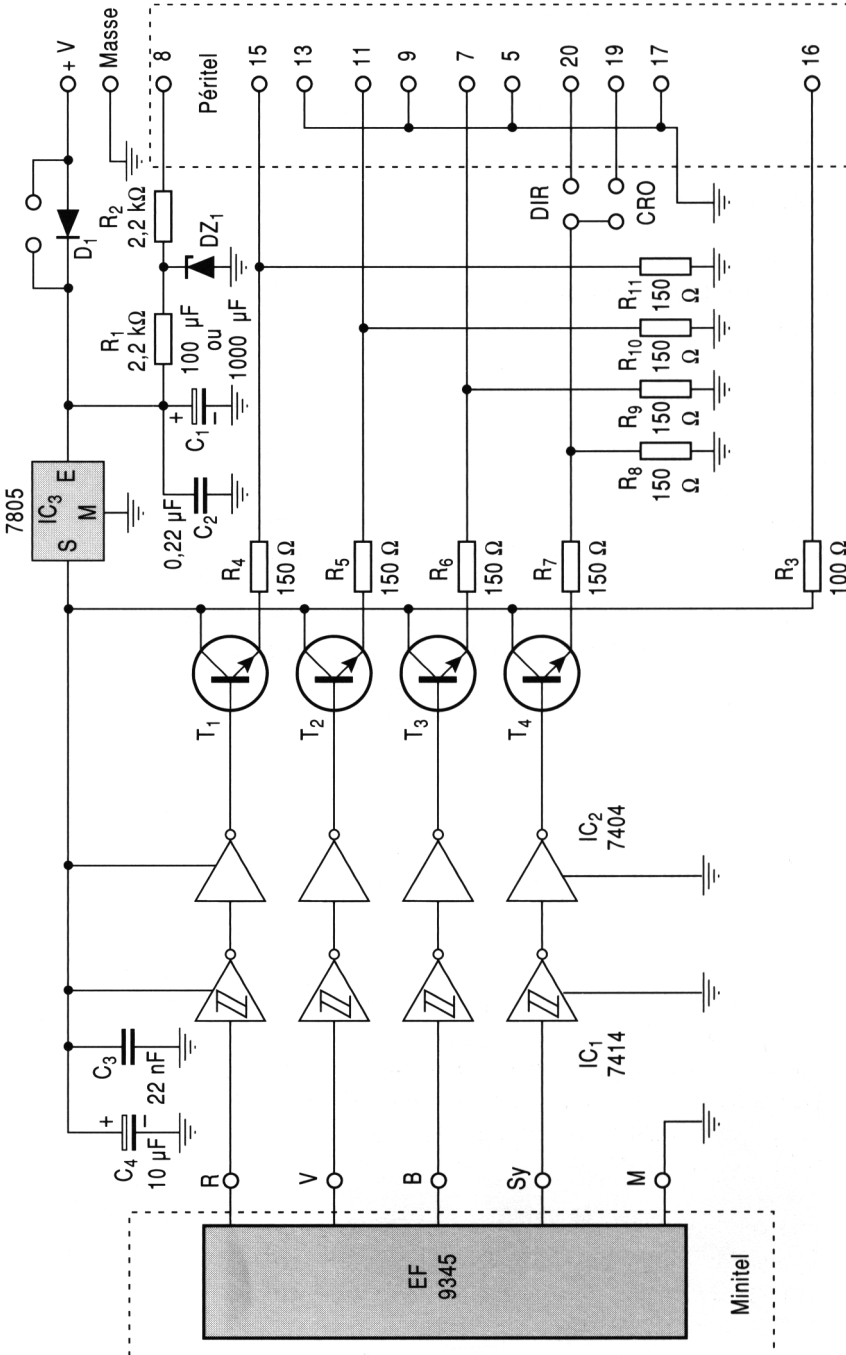 7805
IC3
S
M
E
D1
+ V
Masse
Péritel
8
15
13
11
9
7
5
20
19
17
16
R1
2,2 kΩ
R2
2,2 kΩ
DZ1
C1
+
−
100 µF
ou
1000 µF
0,22 µF
C2
C3
22 nF
C4
+
−
10 µF
R
V
B
Sy
M
EF
9345
Minitel
IC1
7414
IC2
7404
T1
T2
T3
T4
R4
150 Ω
R5
150 Ω
R6
150 Ω
R7
150 Ω
R3
100 Ω
R8
150
Ω
R9
150
Ω
R10
150
Ω
R11
150
Ω
DIR
CRO